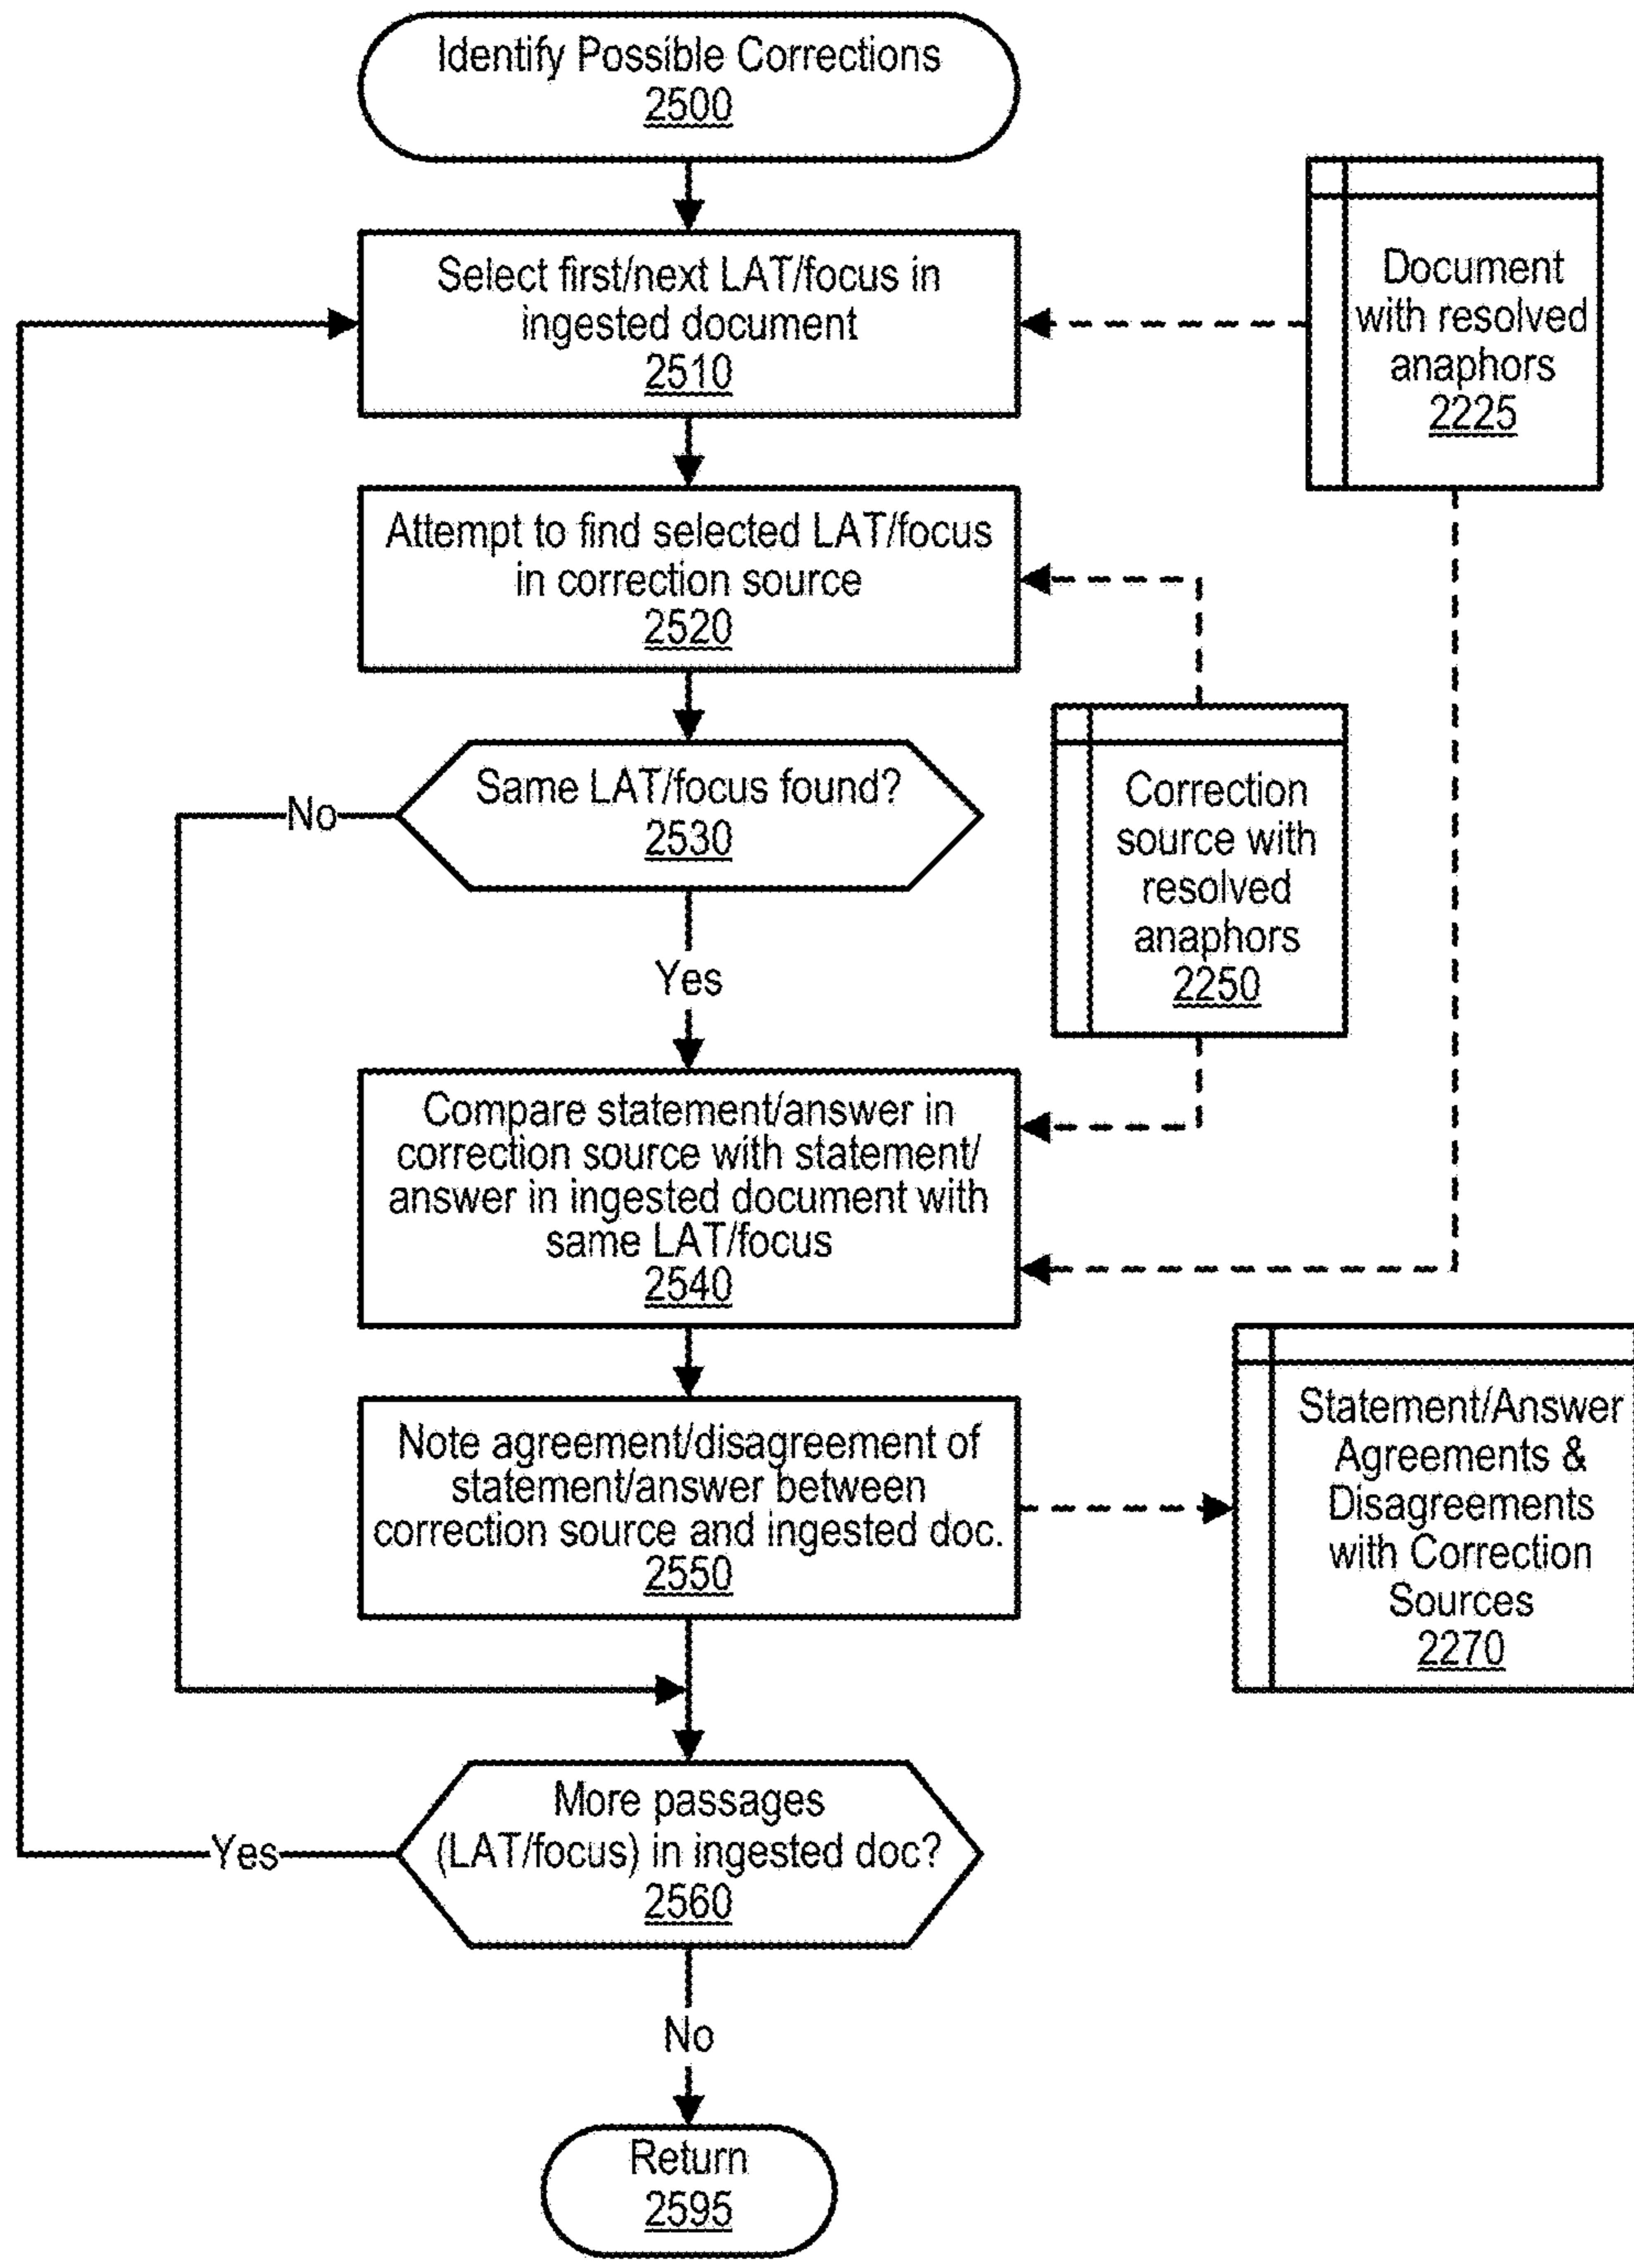 Identify Possible Corrections
2500
Select first/next LAT/focus in
ingested document
2510
Document
with resolved
anaphors
2225
Attempt to find selected LAT/focus
in correction source
2520
Same LAT/focus found?
2530
No
Yes
Correction
source with
resolved
anaphors
2250
Compare statement/answer in
correction source with statement/
answer in ingested document with
same LAT/focus
2540
Note agreement/disagreement of
statement/answer between
correction source and ingested doc.
2550
Statement/Answer
Agreements &
Disagreements
with Correction
Sources
2270
More passages
(LAT/focus) in ingested doc?
2560
Yes
No
Return
2595